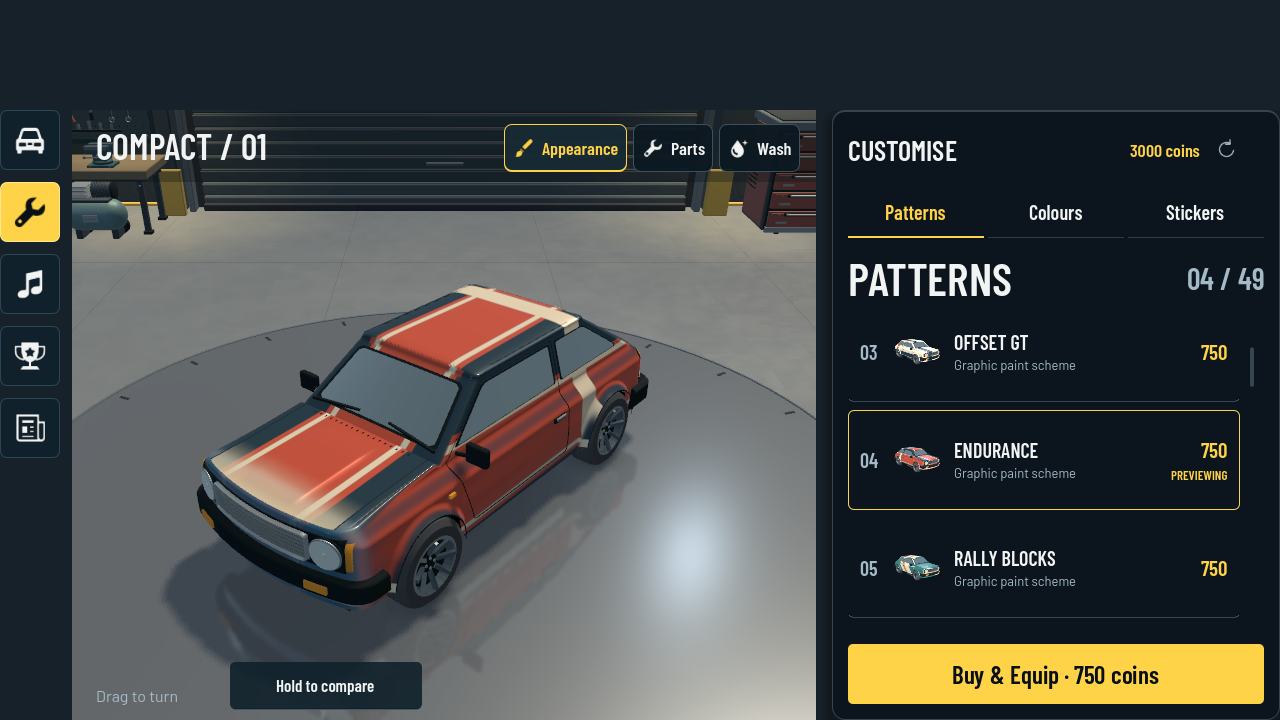 COMPACT / 01
Appearance
Parts
Wash
Drag to turn
Hold to compare
CUSTOMISE
3000 coins
Patterns
Colours
Stickers
PATTERNS
04 / 49
03
OFFSET GT
Graphic paint scheme
750
04
ENDURANCE
Graphic paint scheme
750
PREVIEWING
05
RALLY BLOCKS
Graphic paint scheme
750
Buy & Equip · 750 coins